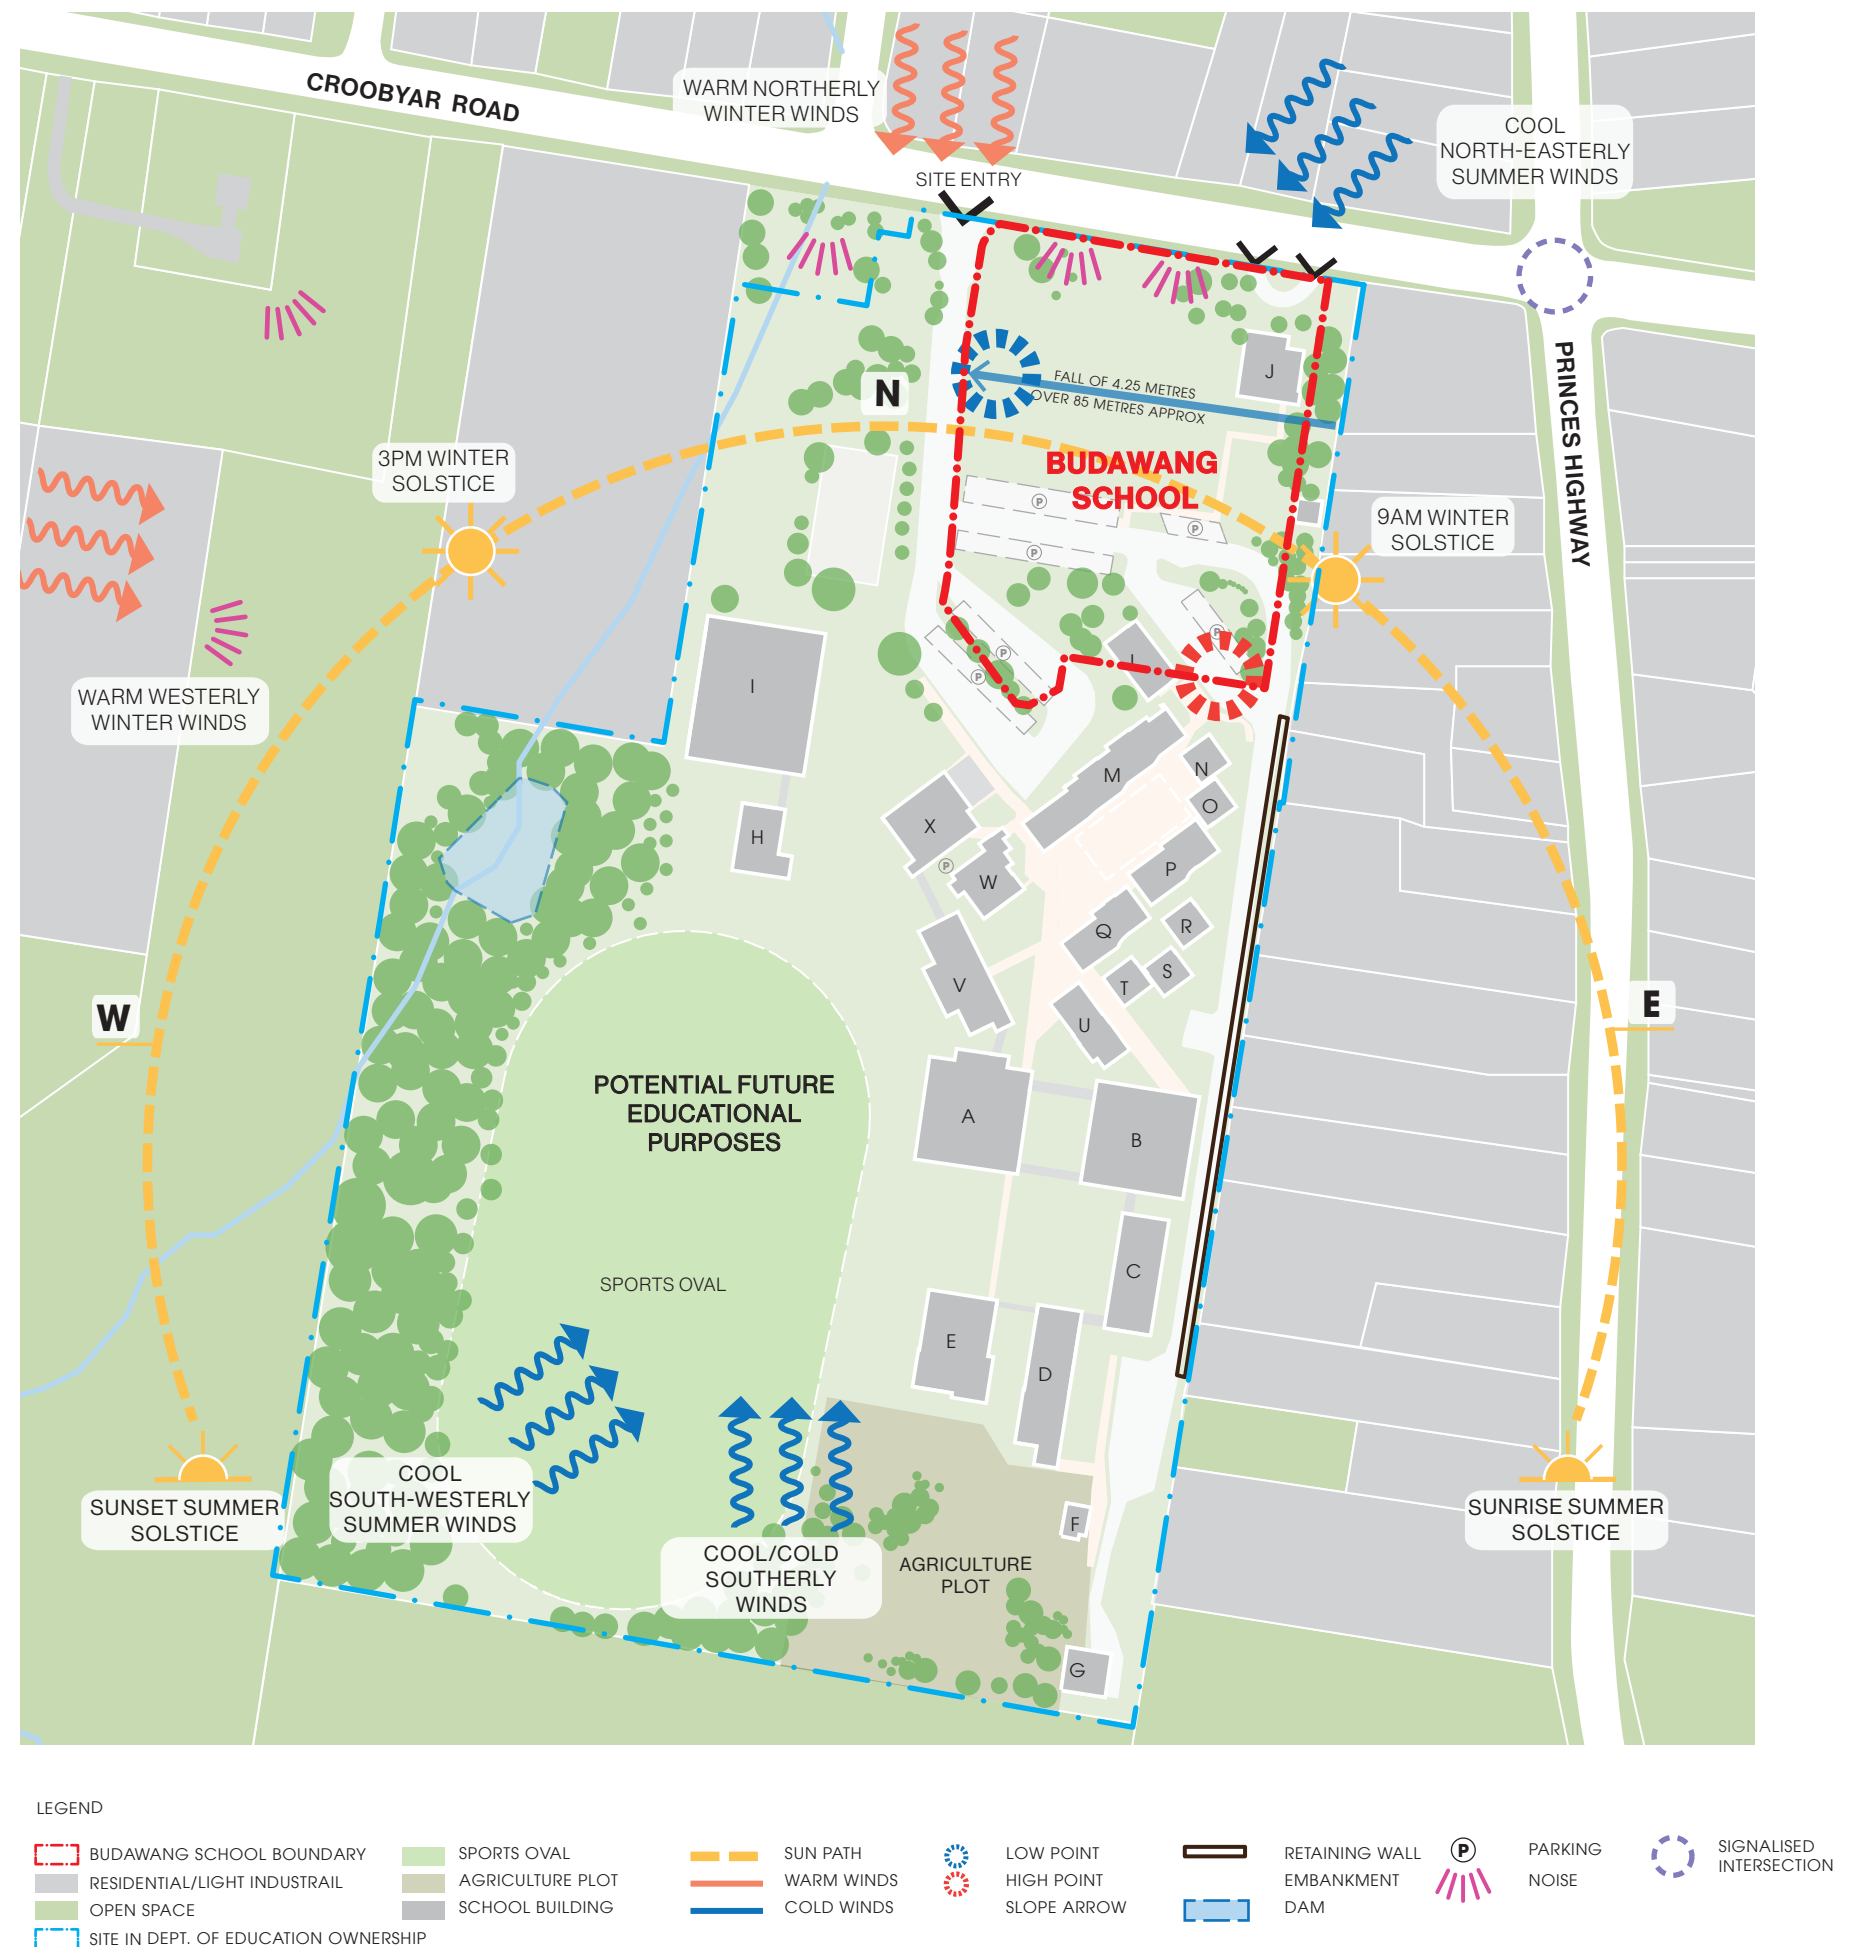 CROOBYAR ROAD
WARM NORTHERLY
WINTER WINDS
COOL
NORTH-EASTERLY
SUMMER WINDS
SITE ENTRY
N
J
FALL OF 4.25 METRES
OVER 85 METRES APPROX
PRINCES HIGHWAY
3PM WINTER
SOLSTICE
BUDAWANG
SCHOOL
9AM WINTER
SOLSTICE
P
P
P
P
P
P
L
I
WARM WESTERLY
WINTER WINDS
M
N
O
X
H
P
P
W
Q
R
S
T
V
U
W
E
POTENTIAL FUTURE
EDUCATIONAL
PURPOSES
A
B
SPORTS OVAL
C
E
D
COOL
SOUTH-WESTERLY
SUMMER WINDS
SUNSET SUMMER
SOLSTICE
SUNRISE SUMMER
SOLSTICE
F
COOL/COLD
SOUTHERLY
WINDS
AGRICULTURE
PLOT
G
LEGEND
BUDAWANG SCHOOL BOUNDARY
RESIDENTIAL/LIGHT INDUSTRAIL
OPEN SPACE
SITE IN DEPT. OF EDUCATION OWNERSHIP
SPORTS OVAL
AGRICULTURE PLOT
SCHOOL BUILDING
SUN PATH
WARM WINDS
COLD WINDS
LOW POINT
HIGH POINT
SLOPE ARROW
RETAINING WALL
EMBANKMENT
DAM
P
PARKING
NOISE
SIGNALISED
INTERSECTION